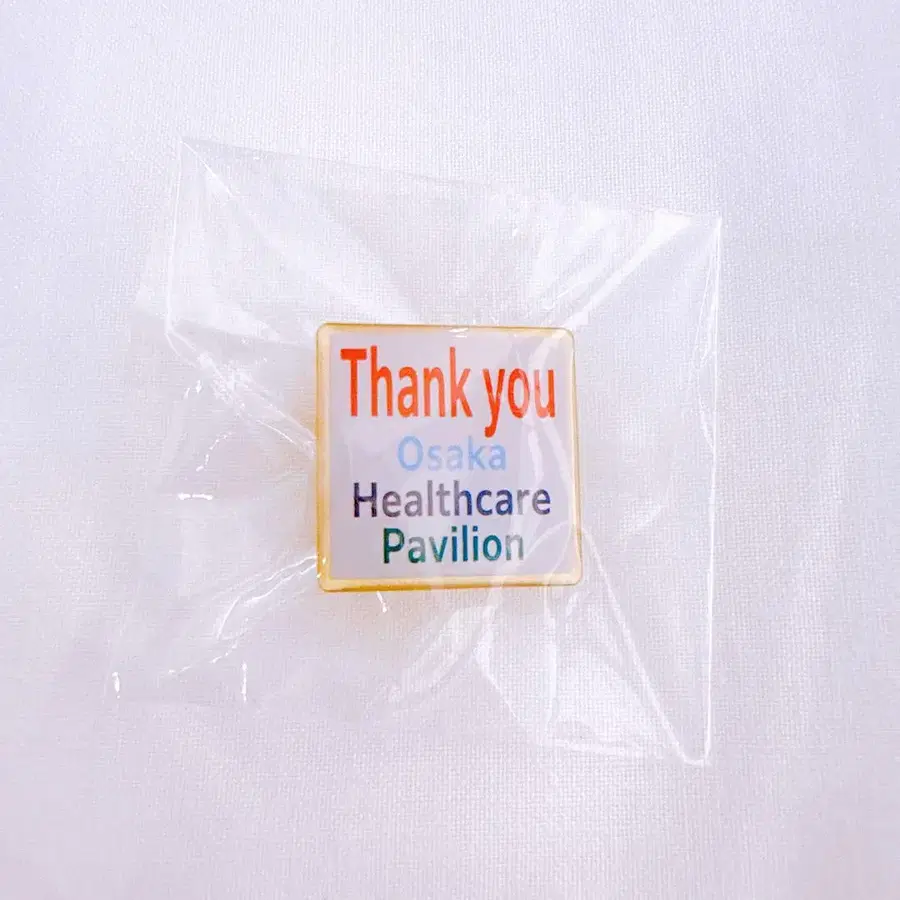 Thank you
Osaka
Healthcare
Pavilion